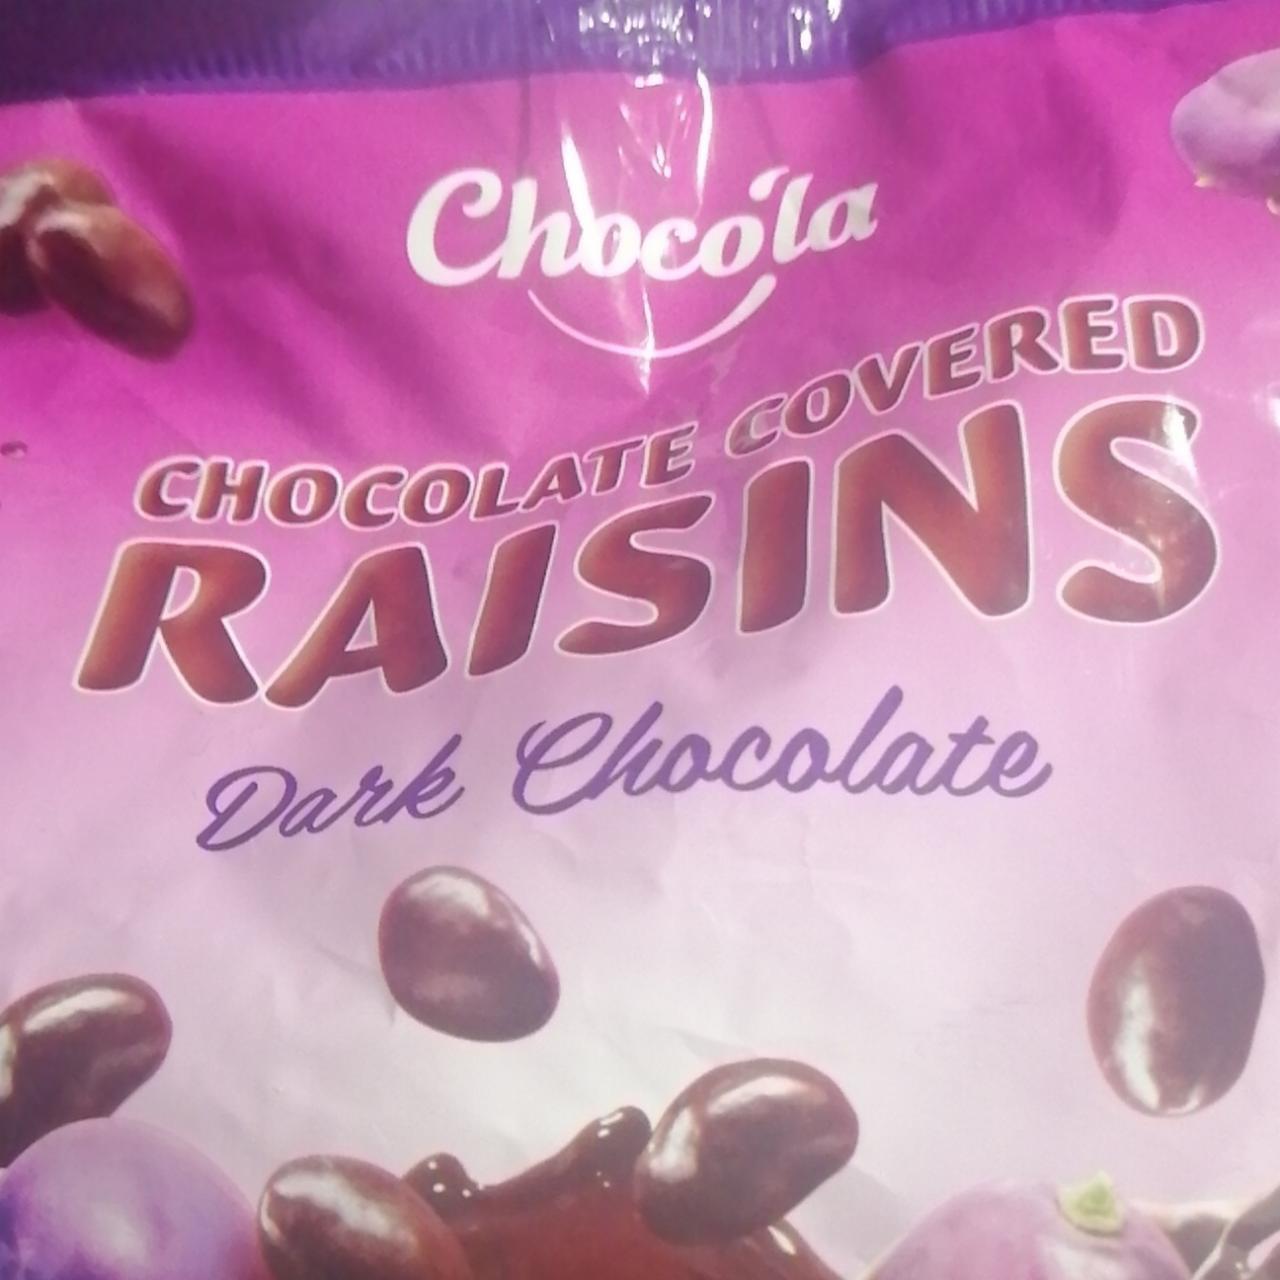 Choco'la
CHOCOLATE COVERED
RAISINS
Dark Chocolate